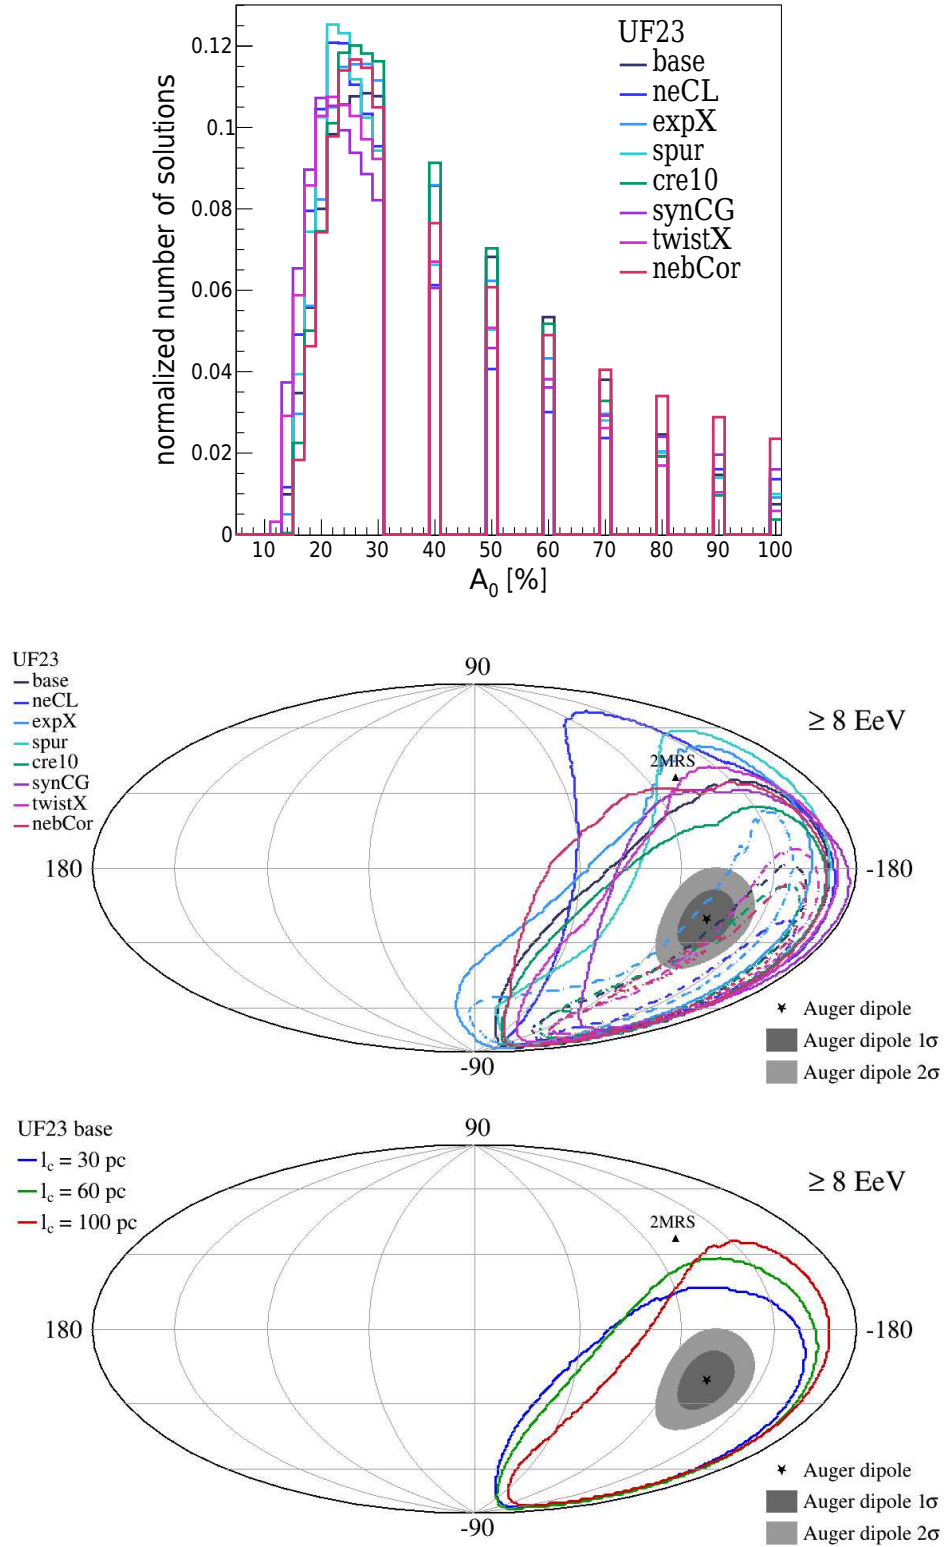 UF23
base
neCL
expX
spur
cre10
synCG
twistX
nebCor
normalized number of solutions
0.12
0.1
0.08
0.06
0.04
0.02
0
10 20 30 40 50 60 70 80 90 100
A₀ [%]
UF23
base
neCL
expX
spur
cre10
synCG
twistX
nebCor
90
≥ 8 EeV
2MRS
180
-180
-90
Auger dipole
Auger dipole 1σ
Auger dipole 2σ
UF23 base
l_c = 30 pc
l_c = 60 pc
l_c = 100 pc
90
≥ 8 EeV
2MRS
180
-180
-90
Auger dipole
Auger dipole 1σ
Auger dipole 2σ